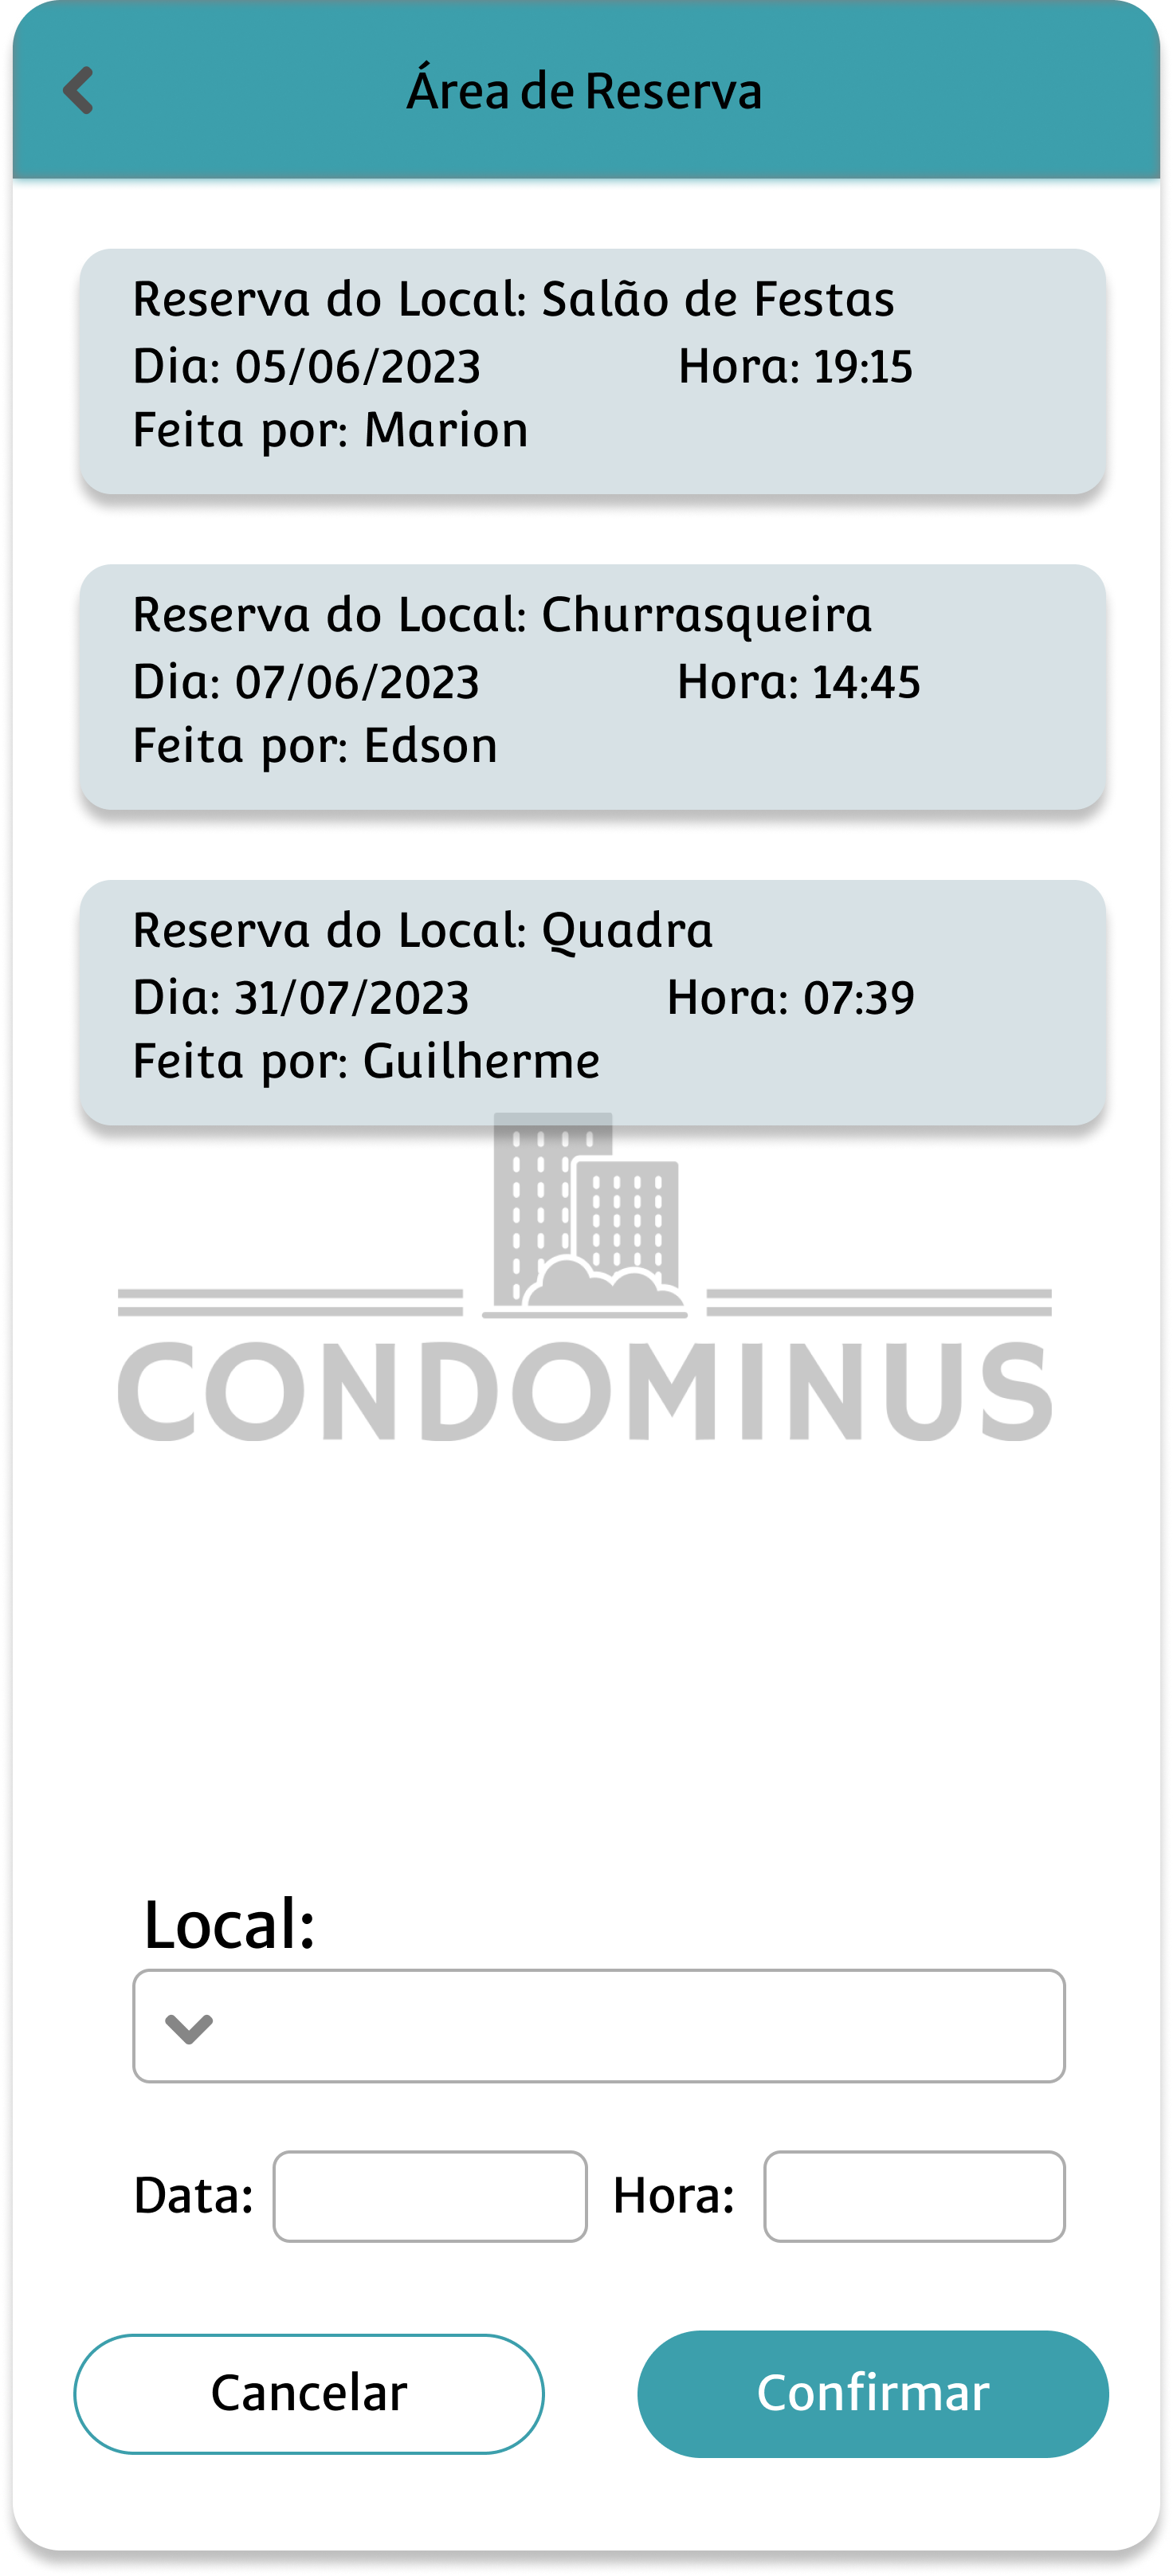 Área de Reserva
Reserva do Local: Salão de Festas
Dia: 05/06/2023 Hora: 19:15
Feita por: Marion
Reserva do Local: Churrasqueira
Dia: 07/06/2023 Hora: 14:45
Feita por: Edson
Reserva do Local: Quadra
Dia: 31/07/2023 Hora: 07:39
Feita por: Guilherme
CONDOMINUS
Local:
Data: Hora:
Cancelar Confirmar